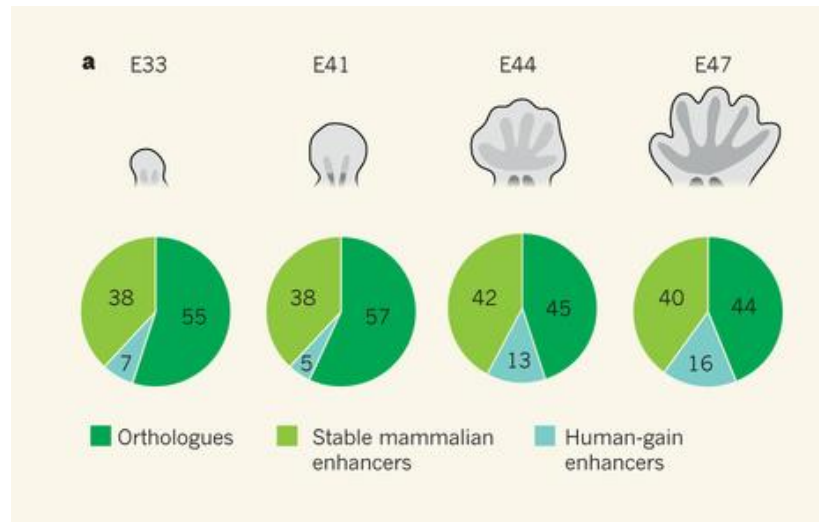 a E33 E41 E44 E47
38 55 38 57 42 45 40 44
7 5 13 16
Orthologues
Stable mammalian
enhancers
Human-gain
enhancers